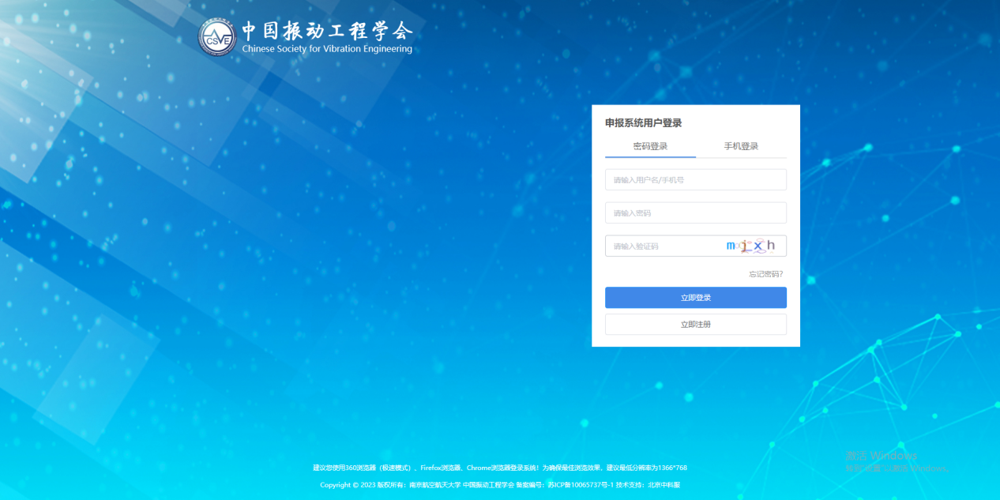 中国振动工程学会
CSVE
Chinese Society for Vibration Engineering
申报系统用户登录
密码登录 手机登录
请输入用户名/手机号
请输入密码
请输入验证码 mjxh
忘记密码?
立即登录
立即注册
激活 Windows
转到"设置"以激活 Windows。
建议您使用360浏览器（极速模式）、Firefox浏览器、Chrome浏览器登录系统！为确保最佳浏览效果，建议最低分辨率为1366*768
Copyright © 2023 版权所有：南京航空航天大学 中国振动工程学会 备案编号：苏ICP备10065737号-1 技术支持：北京中科服